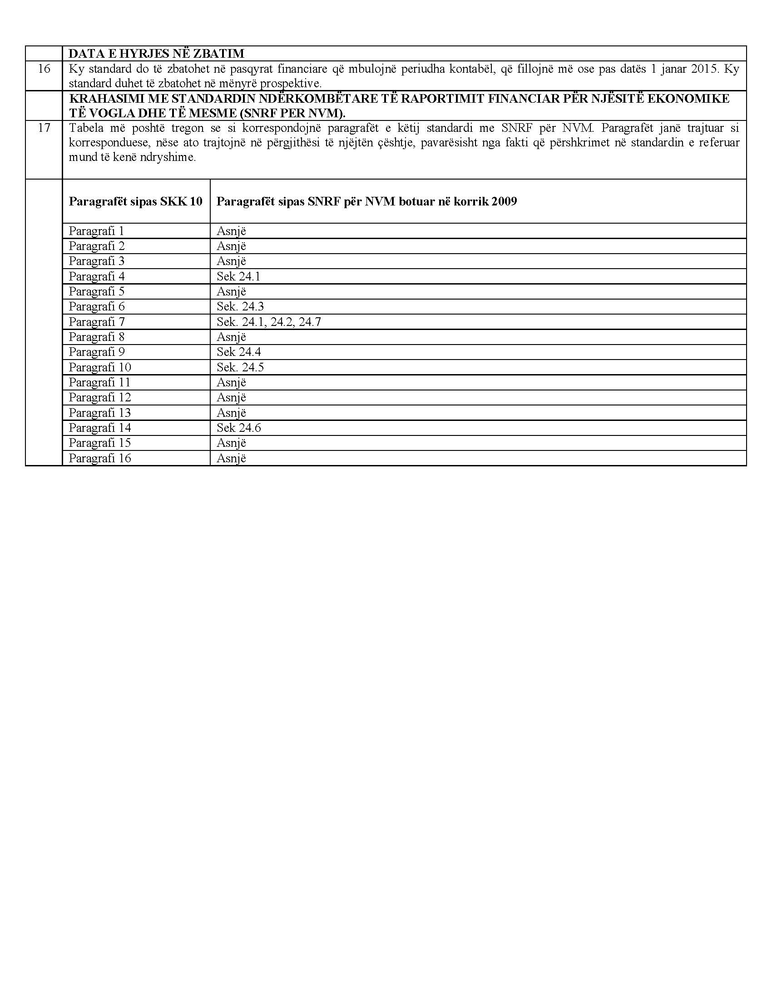 DATA E HYRJES NË ZBATIM
16 Ky standard do të zbatohet në pasqyrat financiare që mbulojnë periudha kontabël, që fillojnë më ose pas datës 1 janar 2015. Ky
standard duhet të zbatohet në mënyrë prospektive.
KRAHASIMI ME STANDARDIN NDËRKOMBËTARE TË RAPORTIMIT FINANCIAR PËR NJËSITË EKONOMIKE
TË VOGLA DHE TË MESME (SNRF PER NVM).
17 Tabela më poshtë tregon se si korrespondojnë paragrafët e këtij standardi me SNRF për NVM. Paragrafët janë trajtuar si
korresponduese, nëse ato trajtojnë në përgjithësi të njëjtën çështje, pavarësisht nga fakti që përshkrimet në standardin e referuar
mund të kenë ndryshime.
Paragrafët sipas SKK 10 Paragrafët sipas SNRF për NVM botuar në korrik 2009
Paragrafi 1 Asnjë
Paragrafi 2 Asnjë
Paragrafi 3 Asnjë
Paragrafi 4 Sek 24.1
Paragrafi 5 Asnjë
Paragrafi 6 Sek. 24.3
Paragrafi 7 Sek. 24.1, 24.2, 24.7
Paragrafi 8 Asnjë
Paragrafi 9 Sek 24.4
Paragrafi 10 Sek. 24.5
Paragrafi 11 Asnjë
Paragrafi 12 Asnjë
Paragrafi 13 Asnjë
Paragrafi 14 Sek 24.6
Paragrafi 15 Asnjë
Paragrafi 16 Asnjë